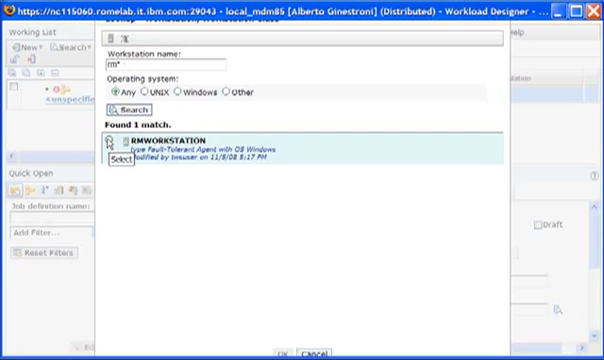 https://nc115060.romelab.it.ibm.com:29043 - local_mdm85 [Alberto Ginestroni] (Distributed) - Workload Designer - ...
Working List
New
Search
Help
Workstation name:
rm*
Operating system:
Any UNIX Windows Other
Search
Found 1 match.
RMWORKSTATION
type Fault-Tolerant Agent with OS Windows
Modified by twsuser on 11/5/08 5:17 PM
Select
<unspecifie
Quick Open
Job definition name:
Add Filter...
Reset Filters
Draft
OK Cancel